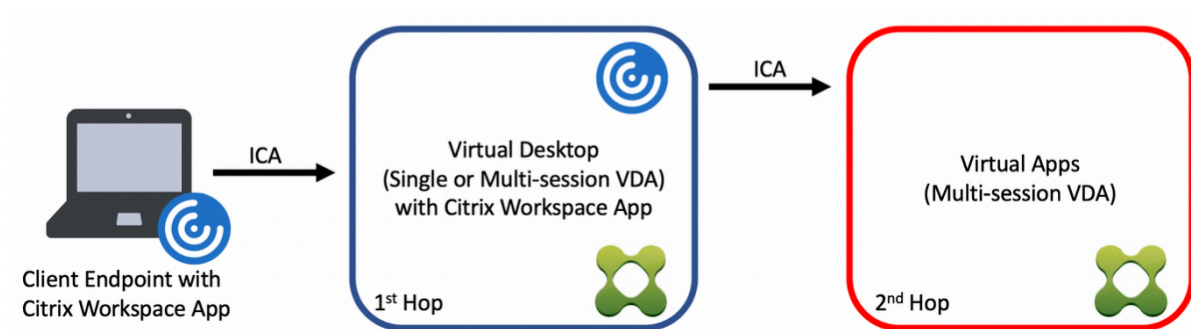 ICA
Client Endpoint with
Citrix Workspace App
Virtual Desktop
(Single or Multi-session VDA)
with Citrix Workspace App
1st Hop
ICA
Virtual Apps
(Multi-session VDA)
2nd Hop